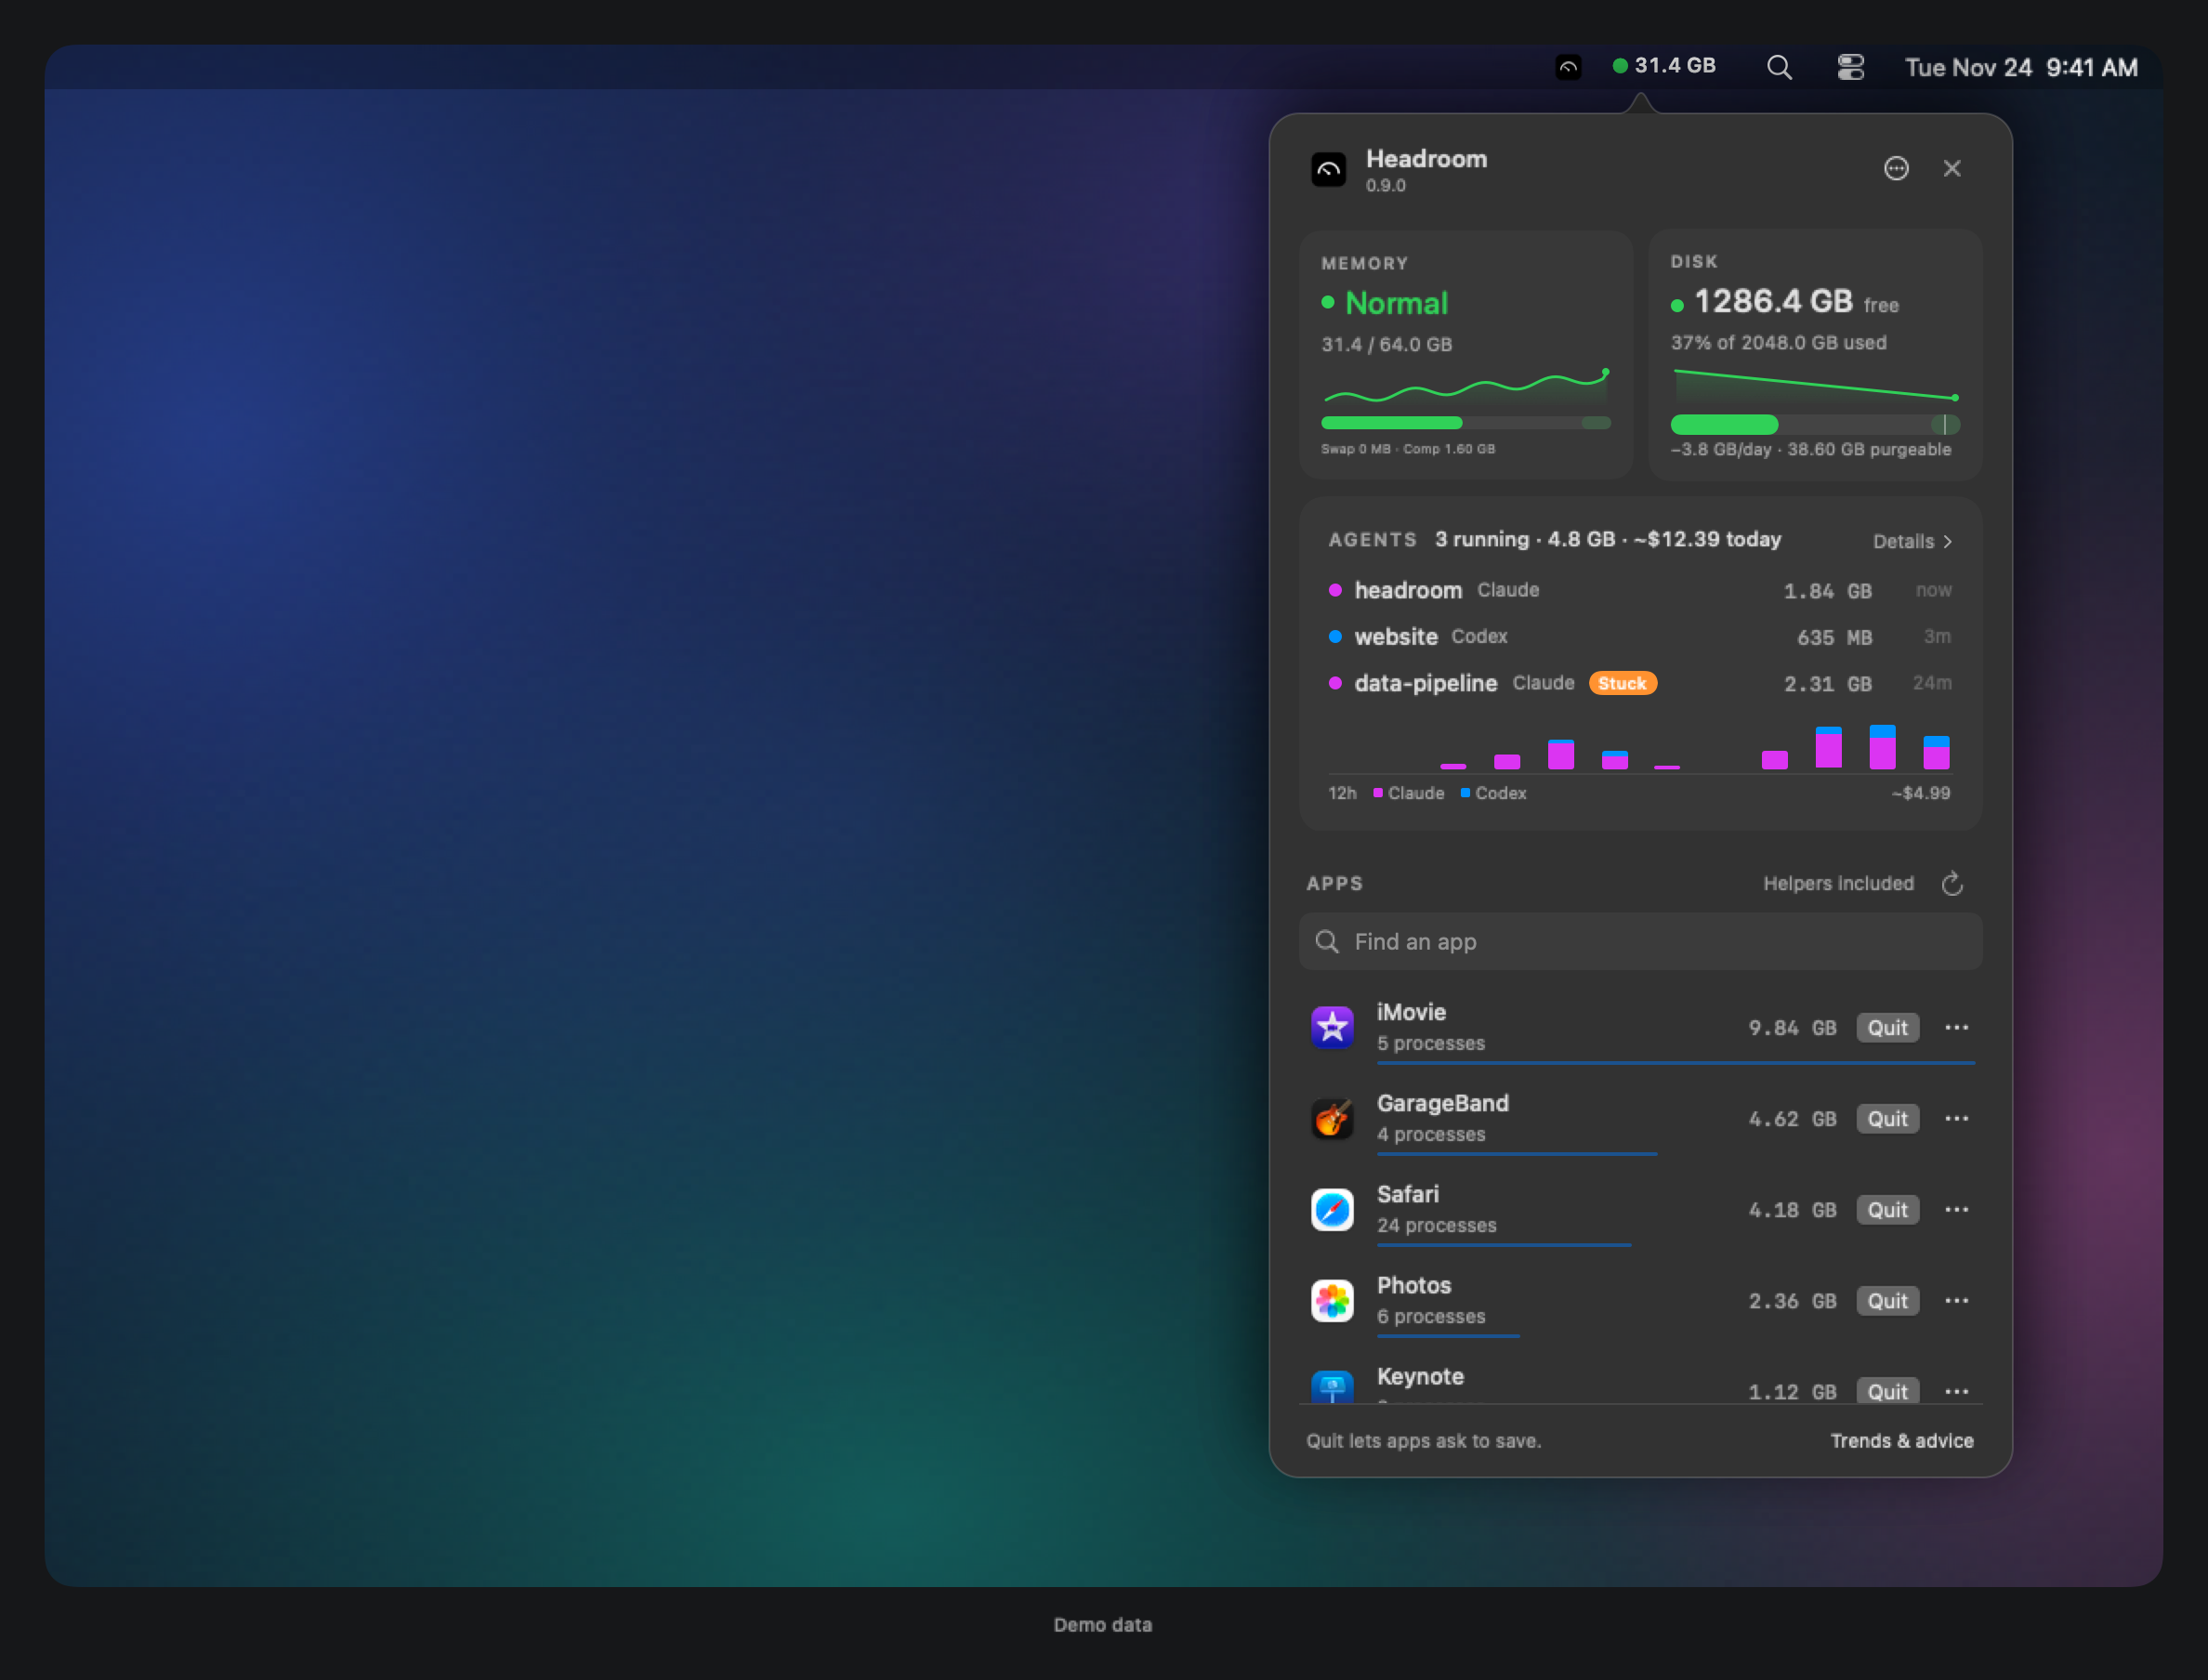 31.4 GB Tue Nov 24 9:41 AM
Headroom
0.9.0
MEMORY
Normal
31.4 / 64.0 GB
Swap 0 MB · Comp 1.60 GB
DISK
1286.4 GB free
37% of 2048.0 GB used
−3.8 GB/day · 38.60 GB purgeable
AGENTS 3 running · 4.8 GB · ~$12.39 today Details >
headroom Claude 1.84 GB now
website Codex 635 MB 3m
data-pipeline Claude Stuck 2.31 GB 24m
12h Claude Codex ~$4.99
APPS Helpers included
Find an app
iMovie
5 processes
9.84 GB Quit
GarageBand
4 processes
4.62 GB Quit
Safari
24 processes
4.18 GB Quit
Photos
6 processes
2.36 GB Quit
Keynote
1.12 GB Quit
Quit lets apps ask to save. Trends & advice
Demo data